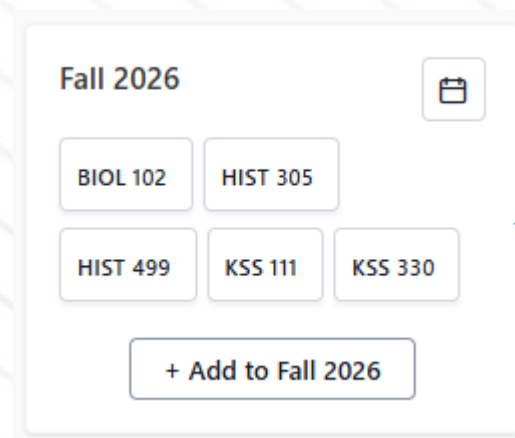 Fall 2026
BIOL 102 HIST 305
HIST 499 KSS 111 KSS 330
+ Add to Fall 2026